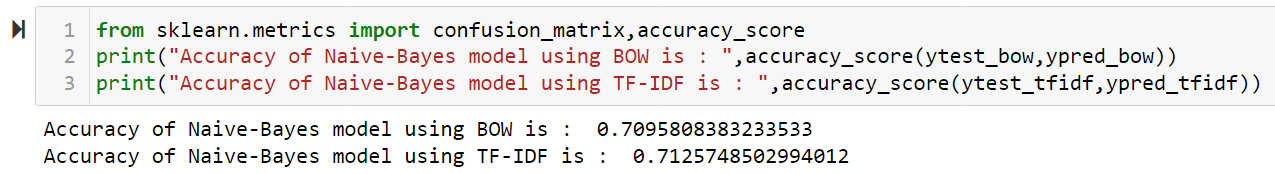 1 from sklearn.metrics import confusion_matrix,accuracy_score
2 print("Accuracy of Naive-Bayes model using BOW is : ",accuracy_score(ytest_bow,ypred_bow))
3 print("Accuracy of Naive-Bayes model using TF-IDF is : ",accuracy_score(ytest_tfidf,ypred_tfidf))
Accuracy of Naive-Bayes model using BOW is :  0.7095808383233533
Accuracy of Naive-Bayes model using TF-IDF is :  0.7125748502994012